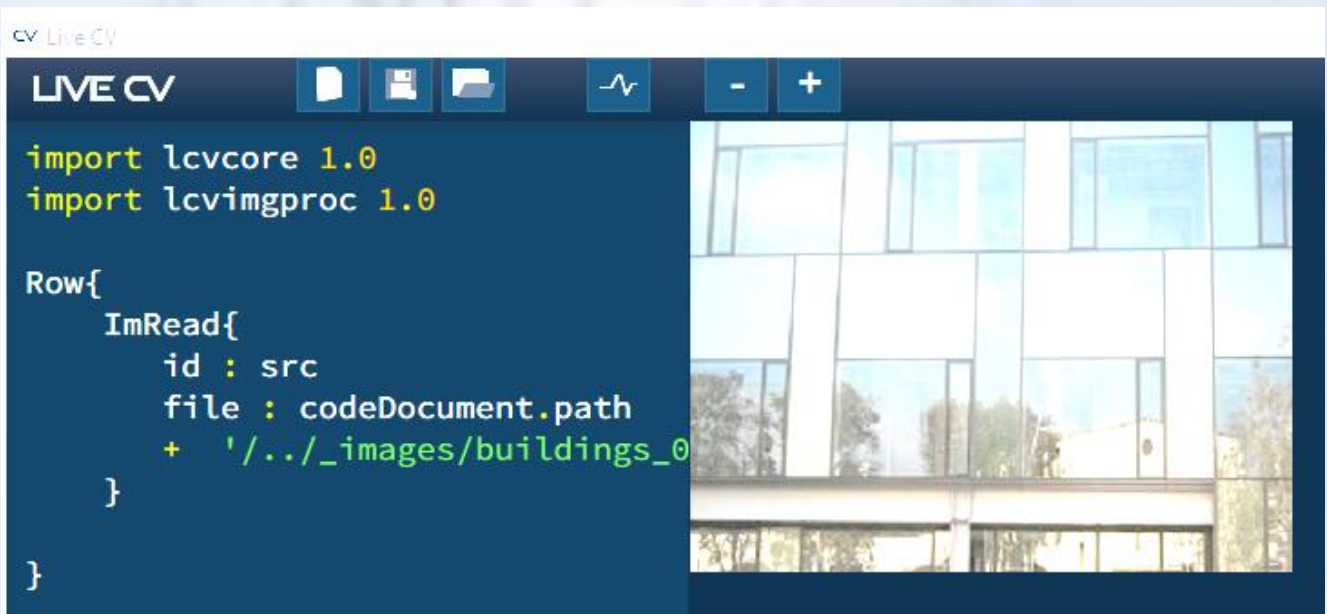 CV Live CV
LIVE CV
- +
import lcvcore 1.0
import lcvimgproc 1.0
Row{
ImRead{
id : src
file : codeDocument.path
+ '/../_images/buildings_0
}
}